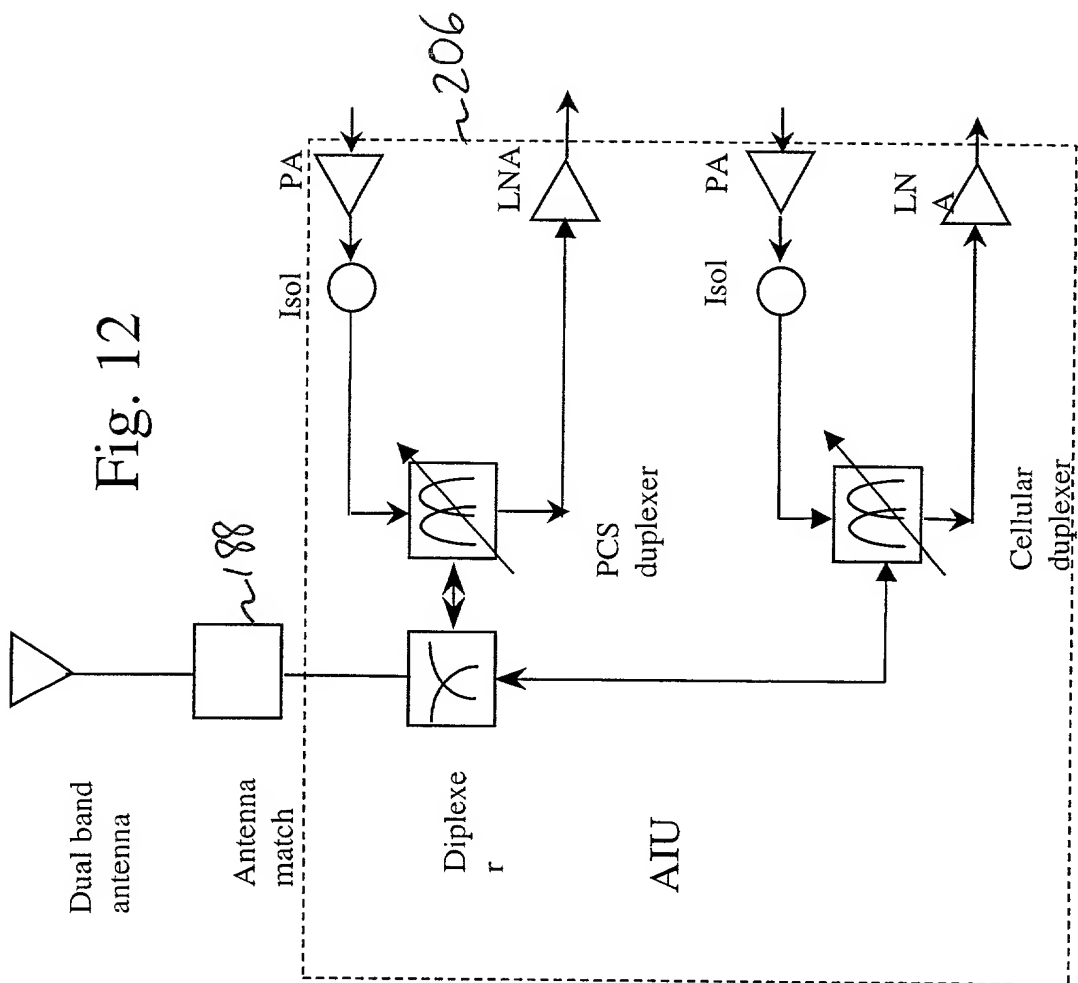 Fig. 12
Dual band
antenna
Antenna
match
~188
~206
Diplexe
r
AIU
PCS
duplexer
Isol
PA
LNA
Cellular
duplexer
Isol
PA
LN
A